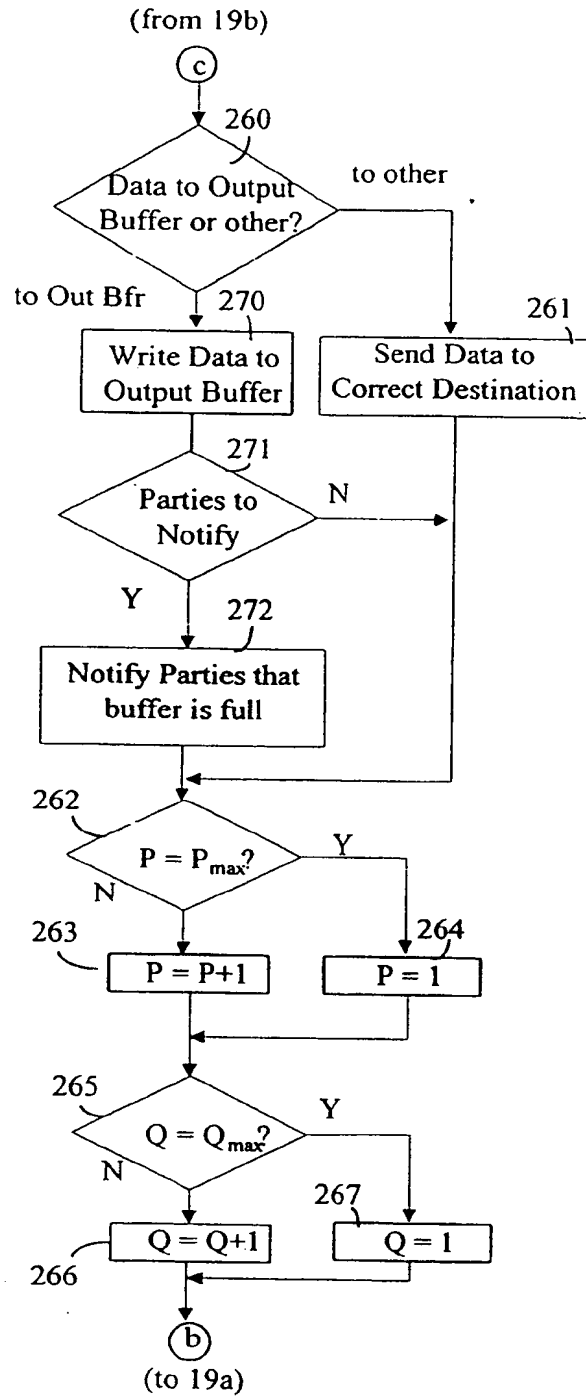 (from 19b)
c
260
Data to Output
Buffer or other?
to other
to Out Bfr
270
261
Write Data to
Output Buffer
Send Data to
Correct Destination
271
Parties to
Notify
N
Y
272
Notify Parties that
buffer is full
262
P = Pmax?
Y
N
263
264
P = P+1
P = 1
265
Q = Qmax?
Y
N
267
Q = Q+1
Q = 1
266
b
(to 19a)